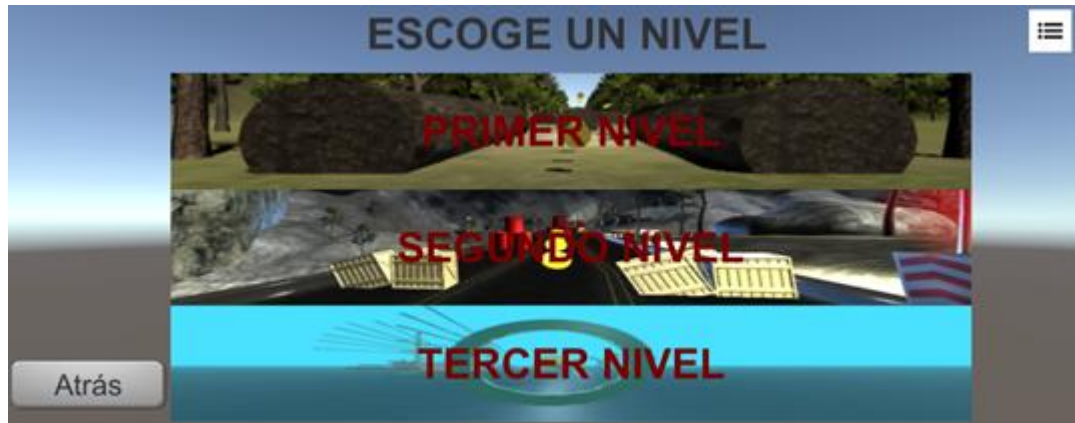 ESCOGE UN NIVEL
PRIMER NIVEL
SEGUNDO NIVEL
TERCER NIVEL
Atrás